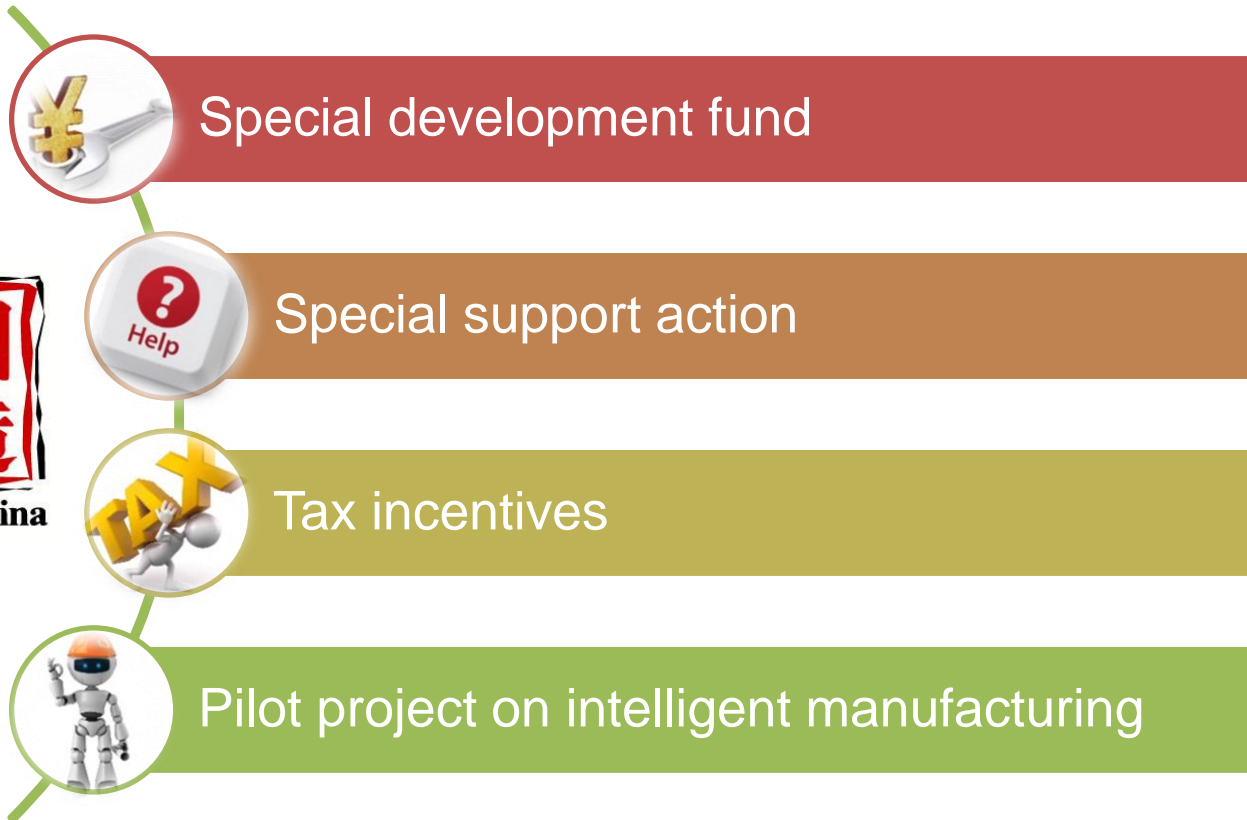 ¥
Special development fund
?
Help
Special support action
TAX
Tax incentives
Pilot project on intelligent manufacturing